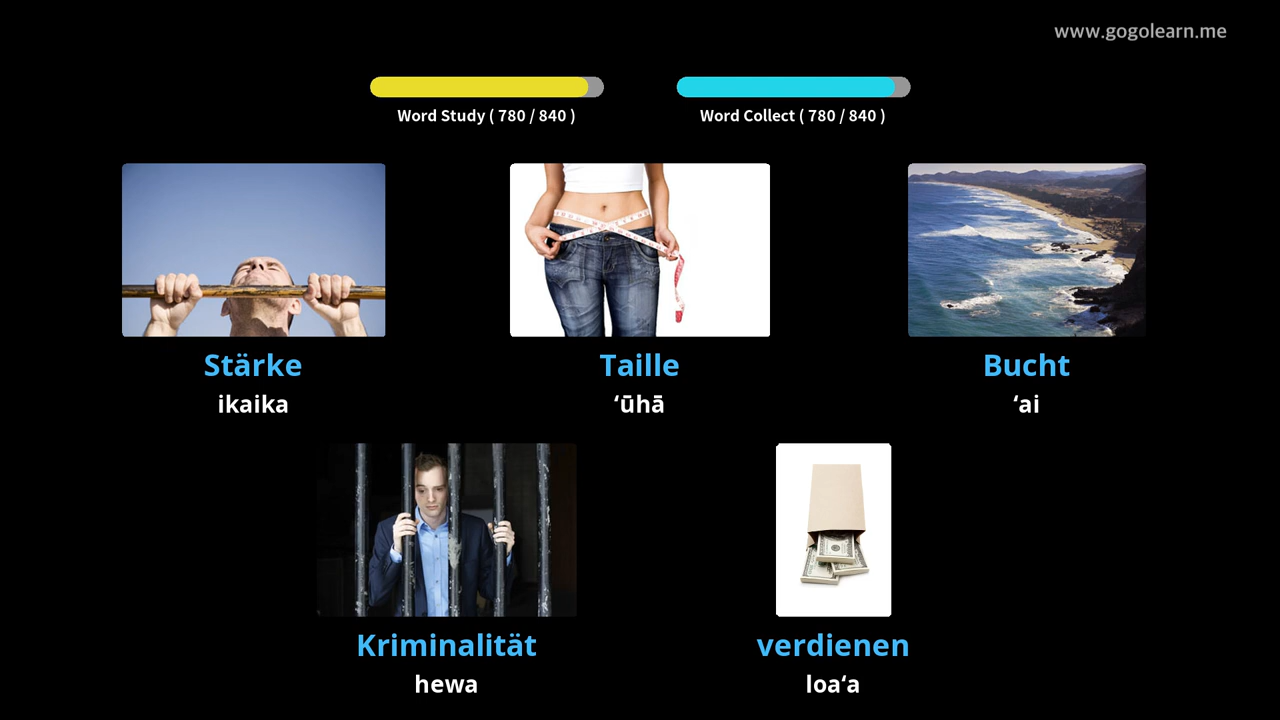 www.gogolearn.me
Word Study ( 780 / 840 )
Word Collect ( 780 / 840 )
Stärke
ikaika
Taille
ʻūhā
Bucht
ʻai
Kriminalität
hewa
verdienen
loaʻa